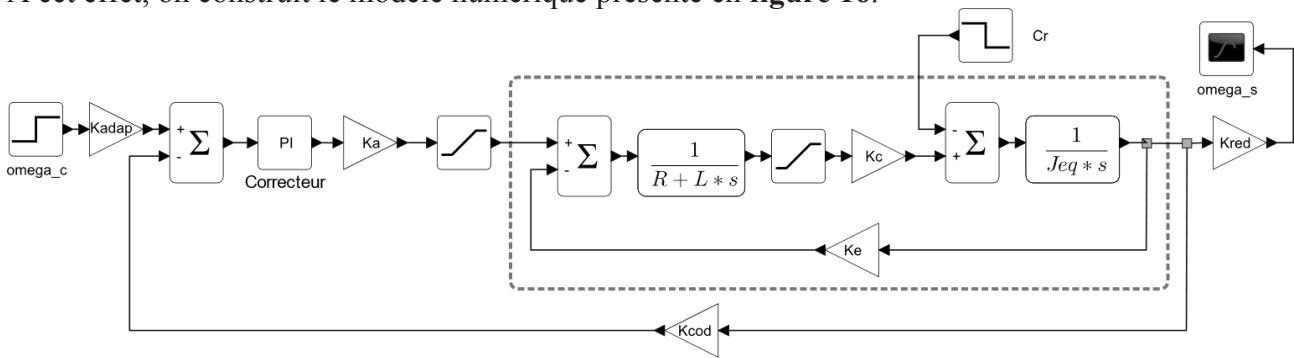 A cet effet, on construit le modèle numérique présenté en figure 16.
Cr
omega_s
omega_c
Kadap
+
-
Σ
PI
Correcteur
Ka
+
-
Σ
1
R + L * s
Kc
-
+
Σ
1
Jeq * s
Kred
Ke
Kcod